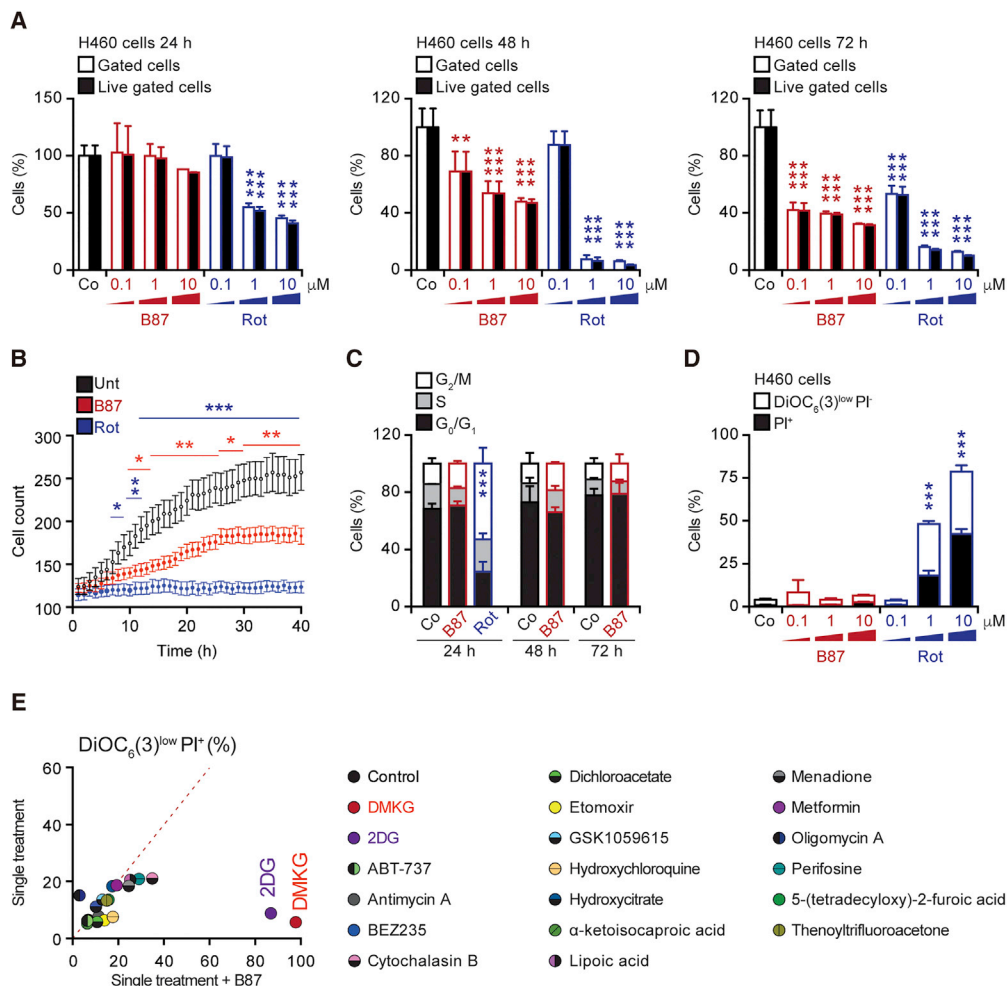 A
H460 cells 24 h
Gated cells
Live gated cells
Cells (%)
150
100
50
0
** ** **
** ** **
Co 0.1 1 10 0.1 1 10 μM
B87 Rot
H460 cells 48 h
Gated cells
Live gated cells
Cells (%)
120
80
40
0
**
*** ***
*** ***
*** ***
*** ***
Co 0.1 1 10 0.1 1 10 μM
B87 Rot
H460 cells 72 h
Gated cells
Live gated cells
Cells (%)
120
80
40
0
*** ***
*** ***
*** ***
*** ***
*** ***
*** ***
Co 0.1 1 10 0.1 1 10 μM
B87 Rot
B
Unt
B87
Rot
Cell count
300
250
200
150
100
***
* ** * **
* **
0 10 20 30 40
Time (h)
C
G2/M
S
G0/G1
Cells (%)
120
80
40
0
***
Co B87 Rot Co B87 Co B87
24 h 48 h 72 h
D
H460 cells
DiOC6(3)low PI-
PI+
Cells (%)
100
75
50
25
0
***
***
Co 0.1 1 10 0.1 1 10 μM
B87 Rot
E
DiOC6(3)low PI+ (%)
Single treatment
60
40
20
0
2DG
DMKG
0 20 40 60 80 100
Single treatment + B87
Control
DMKG
2DG
ABT-737
Antimycin A
BEZ235
Cytochalasin B
Dichloroacetate
Etomoxir
GSK1059615
Hydroxychloroquine
Hydroxycitrate
α-ketoisocaproic acid
Lipoic acid
Menadione
Metformin
Oligomycin A
Perifosine
5-(tetradecyloxy)-2-furoic acid
Thenoyltrifluoroacetone